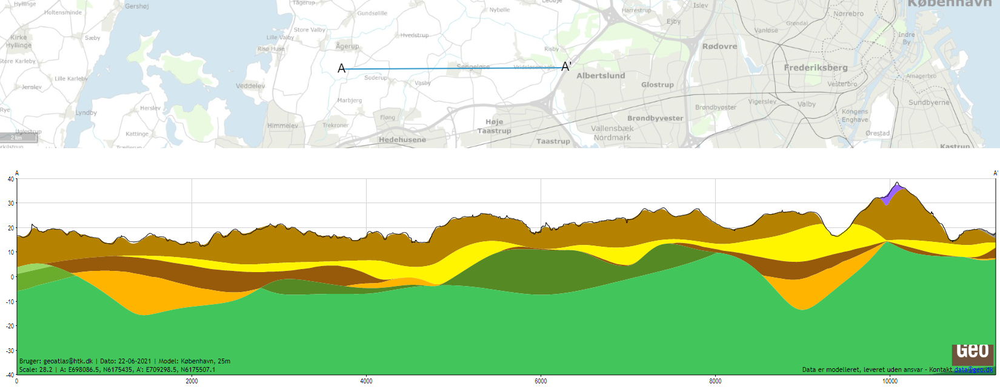 Hyllinge
Gershøj
Tågerup
Nybølle
Ledøje
Harrestrup
Islev
København
Holtensminde
Gundsølille
Ejby
Nørrebro
Store Valby
Vanløse
Grøndal
Kirke
Hyllinge
Sæby
Lille Valby
Hvedstrup
Indre
By
Risø Huse
Ågerup
Risby
Rødovre
Store Karleby
A
Sengeløse
Vridsløsemagle
A'
Frederiksberg
Lille Karleby
Soderup
Vasby
Albertslund
Amagerbro
Jenslev
Veddelev
Glostrup
Vesterbro
Marbjerg
Vigerslev
Valby
Sundbyerne
Rye
Lyndby
Herslev
Brøndbyøster
Kongens
Enghave
Fløng
Brøndbyvester
Himmelev
Trekroner
Høje
Taastrup
Vallensbæk
Nordmark
Uglestrup
Kattinge
Ørestad
2 km
Hedehusene
Taastrup
Kastrup
A
A'
40
30
20
10
0
-10
-20
-30
-40
Geo
Bruger: geoatlas@htk.dk | Dato: 22-06-2021 | Model: København, 25m
Scale: 28.2 | A: E698086.5, N6175435, A': E709298.5, N6175507.1
Data er modelleret, leveret uden ansvar - Kontakt data@geo.dk
0
2000
4000
6000
8000
10000